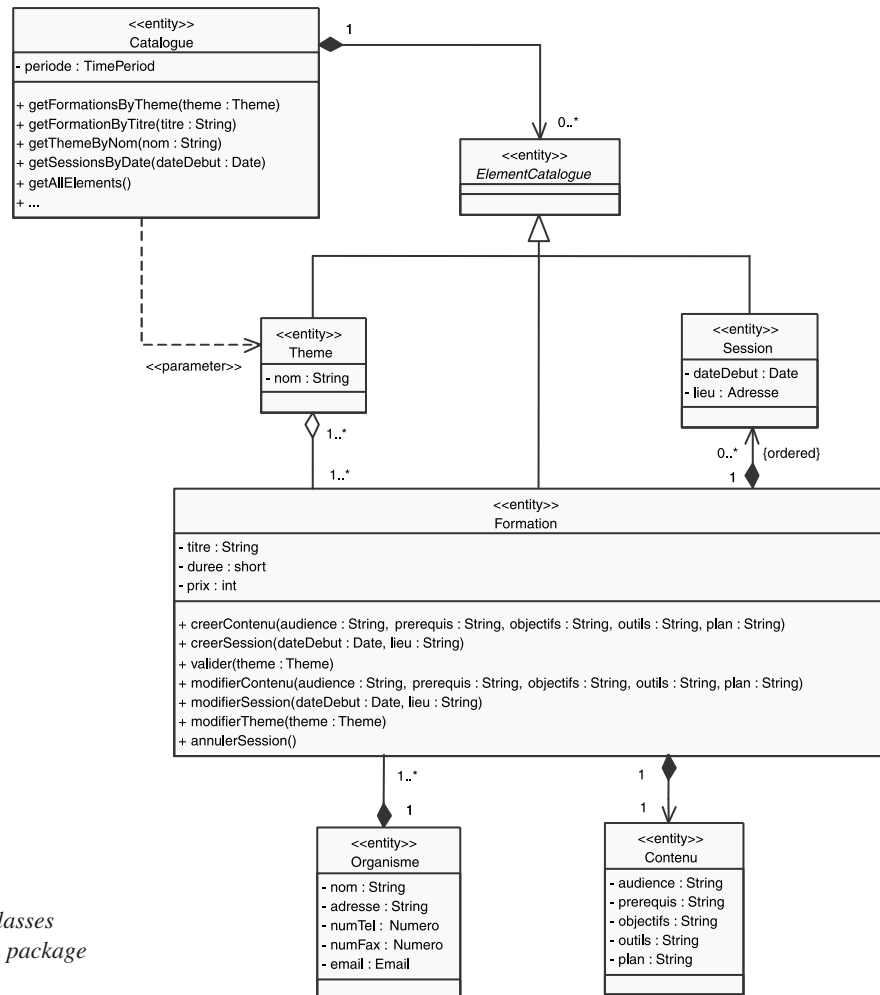 <<entity>>
Catalogue
- periode : TimePeriod
+ getFormationsByTheme(theme : Theme)
+ getFormationByTitre(titre : String)
+ getThemeByNom(nom : String)
+ getSessionsByDate(dateDebut : Date)
+ getAllElements()
+ ...
1
0..*
<<entity>>
ElementCatalogue
<<parameter>>
<<entity>>
Theme
- nom : String
<<entity>>
Session
- dateDebut : Date
- lieu : Adresse
1..*
1..*
0..*
{ordered}
1
<<entity>>
Formation
- titre : String
- duree : short
- prix : int
+ creerContenu(audience : String, prerequis : String, objectifs : String, outils : String, plan : String)
+ creerSession(dateDebut : Date, lieu : String)
+ valider(theme : Theme)
+ modifierContenu(audience : String, prerequis : String, objectifs : String, outils : String, plan : String)
+ modifierSession(dateDebut : Date, lieu : String)
+ modifierTheme(theme : Theme)
+ annulerSession()
1..*
1
1
1
<<entity>>
Organisme
- nom : String
- adresse : String
- numTel : Numero
- numFax : Numero
- email : Email
<<entity>>
Contenu
- audience : String
- prerequis : String
- objectifs : String
- outils : String
- plan : String
lasses
package